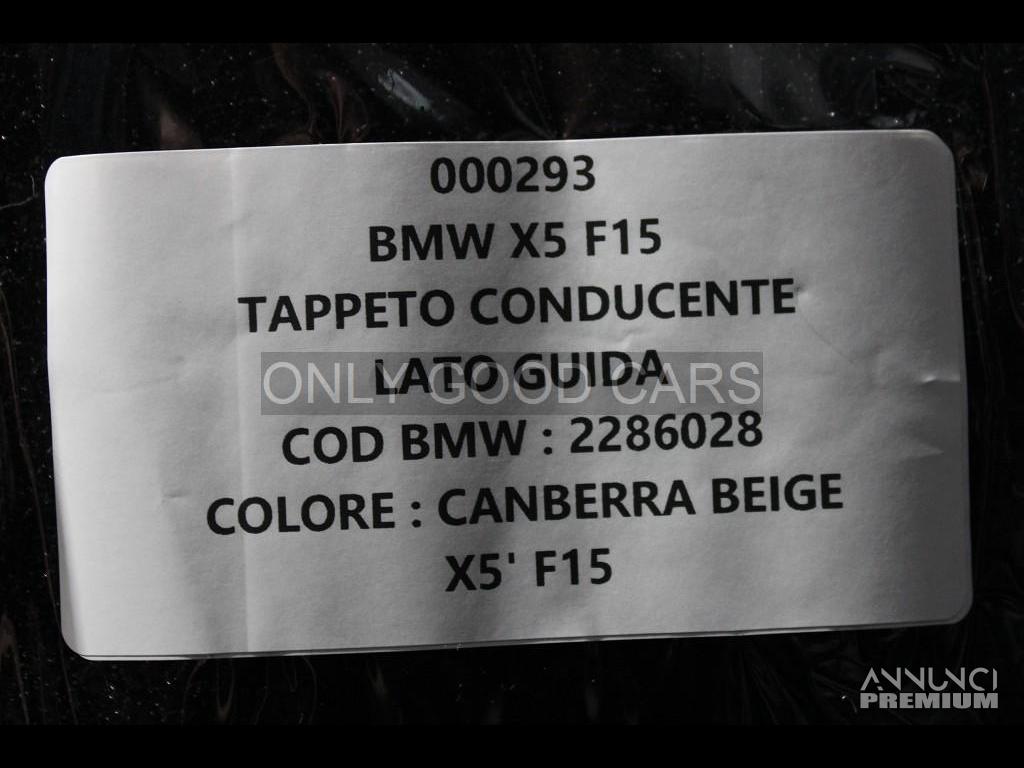 000293
BMW X5 F15
TAPPETO CONDUCENTE
LATO GUIDA
ONLY GOOD CARS
COD BMW : 2286028
COLORE : CANBERRA BEIGE
X5' F15
ANNUNCI
PREMIUM